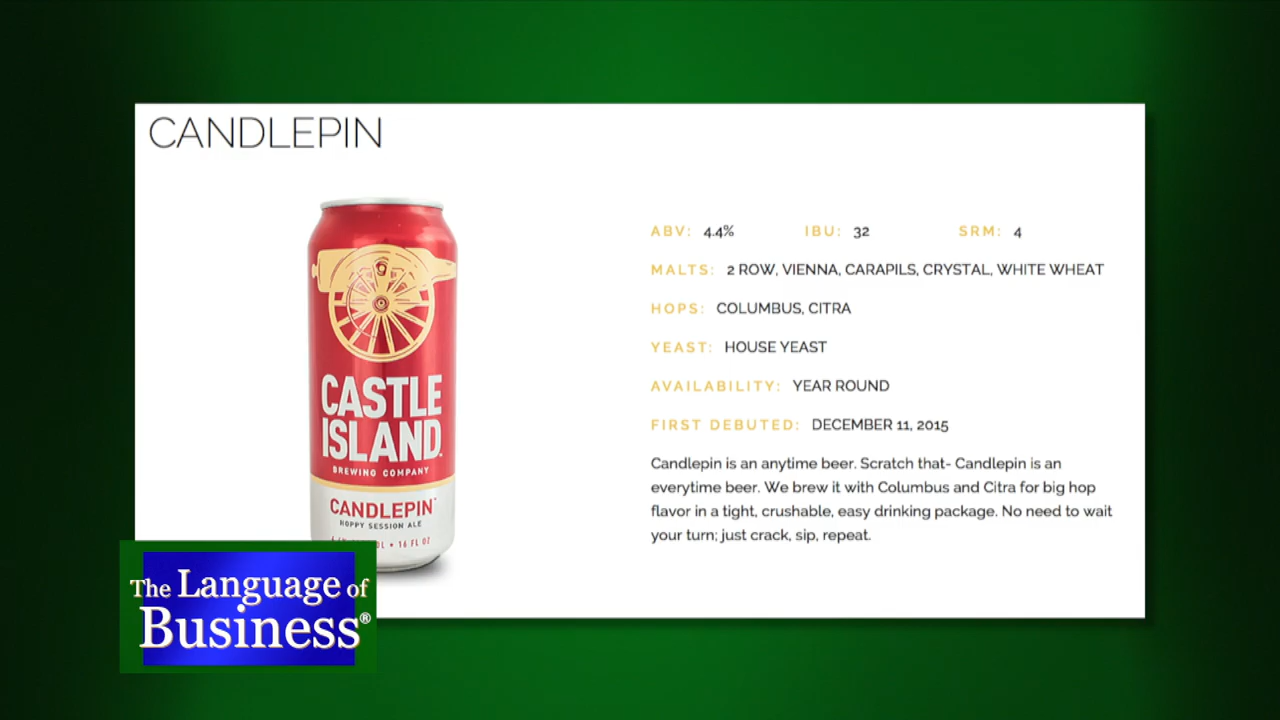 CANDLEPIN
ABV: 4.4% IBU: 32 SRM: 4
MALTS: 2 ROW, VIENNA, CARAPILS, CRYSTAL, WHITE WHEAT
HOPS: COLUMBUS, CITRA
YEAST: HOUSE YEAST
AVAILABILITY: YEAR ROUND
FIRST DEBUTED: DECEMBER 11, 2015
Candlepin is an anytime beer. Scratch that- Candlepin is an
everytime beer. We brew it with Columbus and Citra for big hop
flavor in a tight, crushable, easy drinking package. No need to wait
your turn; just crack, sip, repeat.
CASTLE
ISLAND
BREWING COMPANY
CANDLEPIN
HOPPY SESSION ALE
• 16 FL OZ
The Language of
Business®